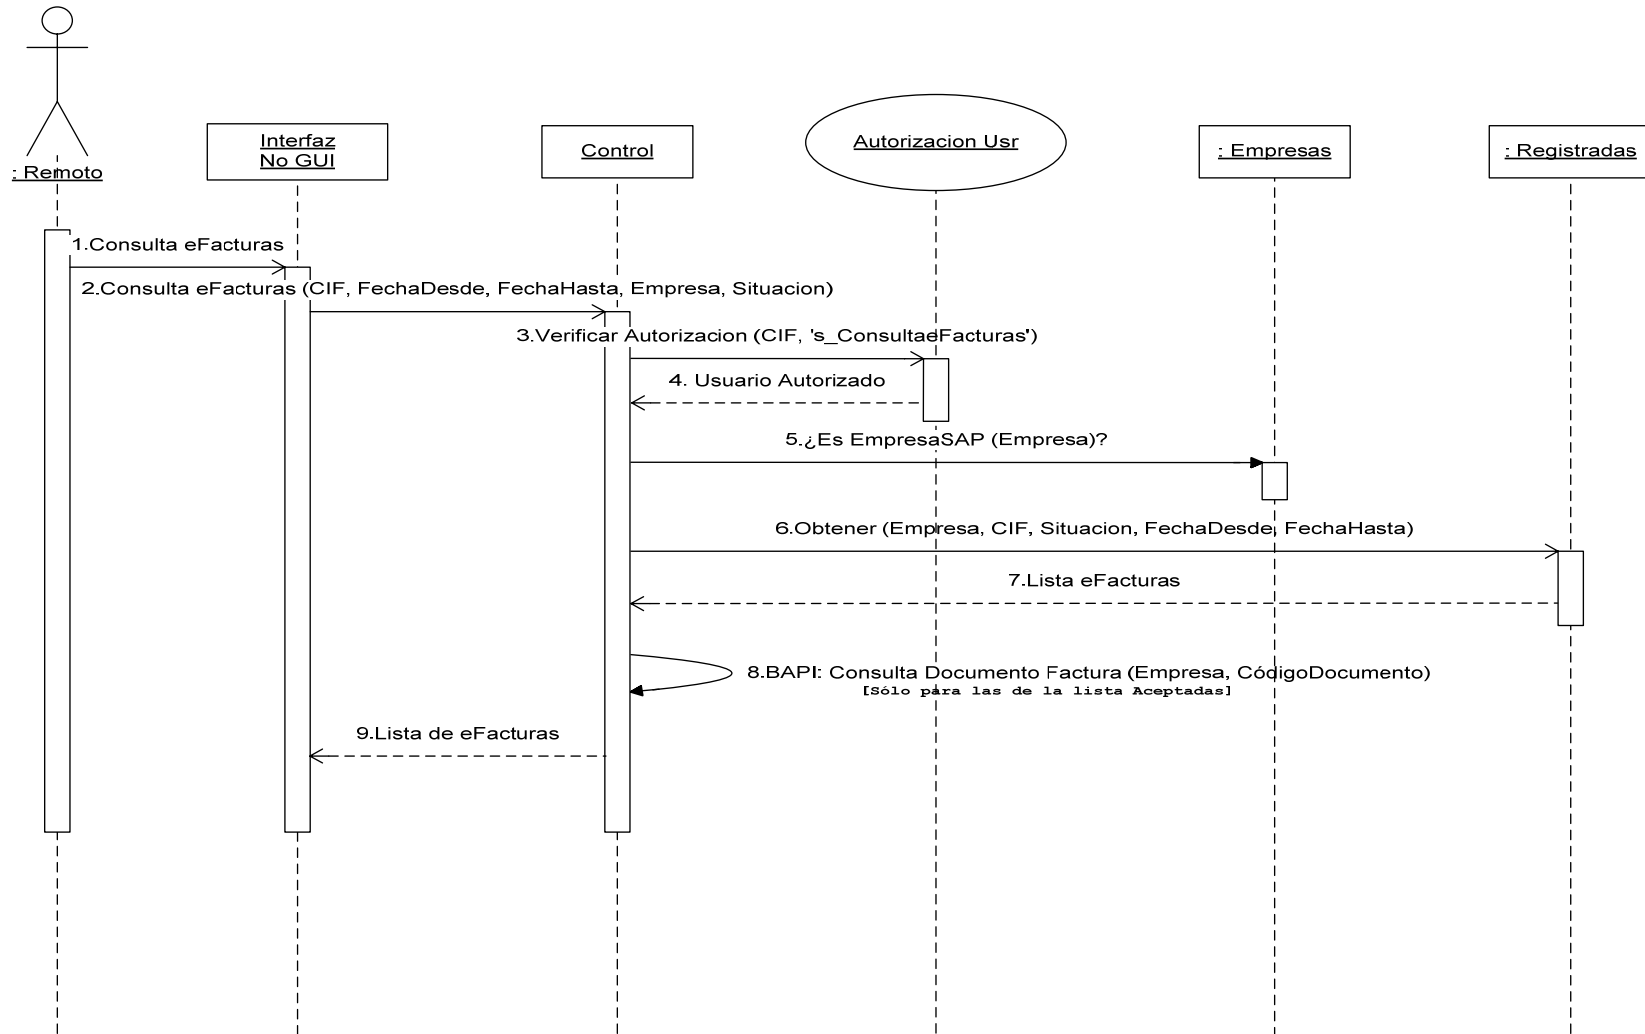 : Remoto
Interfaz
No GUI
Control
Autorizacion Usr
: Empresas
: Registradas
1.Consulta eFacturas
2.Consulta eFacturas (CIF, FechaDesde, FechaHasta, Empresa, Situacion)
3.Verificar Autorizacion (CIF, 's_ConsultaeFacturas')
4. Usuario Autorizado
5.¿Es EmpresaSAP (Empresa)?
6.Obtener (Empresa, CIF, Situacion, FechaDesde, FechaHasta)
7.Lista eFacturas
8.BAPI: Consulta Documento Factura (Empresa, CódigoDocumento)
[Sólo para las de la lista Aceptadas]
9.Lista de eFacturas